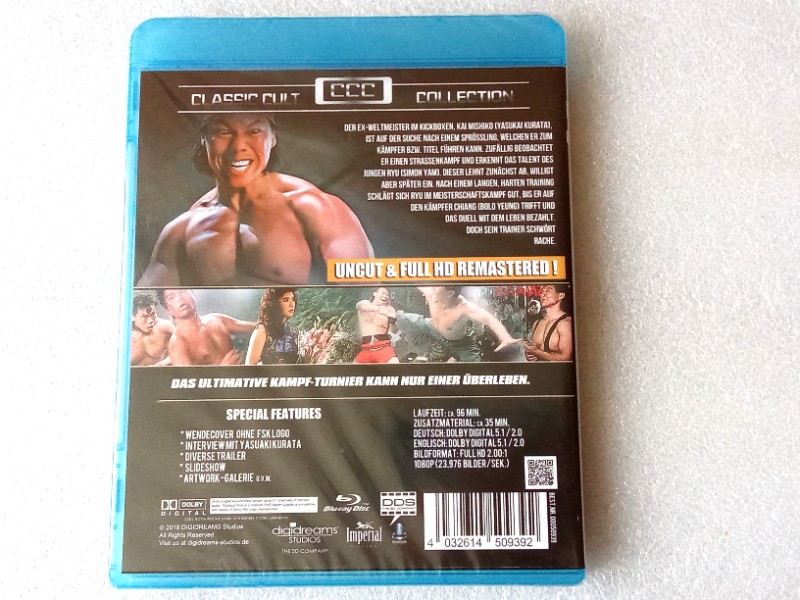 CLASSIC CULT CCC COLLECTION
DER EX-WELTMEISTER IM KICKBOXEN, KAI MISHIKO (YASUKAI KURATA),
IST AUF DER SUCHE NACH EINEM SPRÖSSLING, WELCHEN ER ZUM
KÄMPFER BZW. TITEL FÜHREN KANN. ZUFÄLLIG BEOBACHTET
ER EINEN STRASSENKAMPF UND ERKENNT DAS TALENT DES
JUNGEN RYU (SIMON YAM). DIESER LEHNT ZUNÄCHST AB, WILLIGT
ABER SPÄTER EIN. NACH EINEM LANGEN, HARTEN TRAINING
SCHLÄGT SICH RYU IM MEISTERSCHAFTSKAMPF GUT, BIS ER AUF
DEN KÄMPFER CHIANG (BOLO YEUNG) TRIFFT UND
DAS DUELL MIT DEM LEBEN BEZAHLT.
DOCH SEIN TRAINER SCHWÖRT
RACHE.
UNCUT & FULL HD REMASTERED !
DAS ULTIMATIVE KAMPF-TURNIER KANN NUR EINER ÜBERLEBEN.
SPECIAL FEATURES
* WENDECOVER OHNE FSK LOGO
* INTERVIEW MIT YASUAKI KURATA
* DIVERSE TRAILER
* SLIDESHOW
* ARTWORK-GALERIE U.V.M.
LAUFZEIT: CA. 96 MIN.
ZUSATZMATERIAL: CA. 35 MIN.
DEUTSCH: DOLBY DIGITAL 5.1 / 2.0
ENGLISCH: DOLBY DIGITAL 5.1 / 2.0
BILDFORMAT: FULL HD 2.00:1
1080P (23.976 BILDER/SEK.)
DOLBY
DIGITAL
Blu-ray Disc
DDS
© 2018 DIGIDREAMS Studios
All Rights Reserved
Visit us at digidreams-studios.de
digidreams
STUDIOS
THE 3D COMPANY
Imperial
4 032614 509392
BEST. NR. 00050939